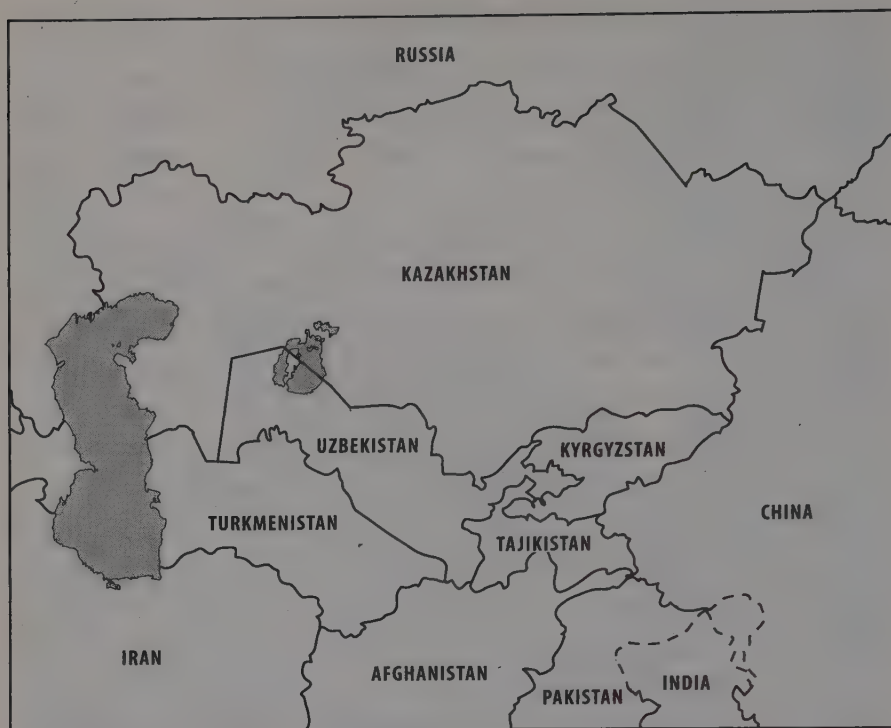 RUSSIA
KAZAKHSTAN
UZBEKISTAN
KYRGYZSTAN
TURKMENISTAN
TAJIKISTAN
CHINA
IRAN
AFGHANISTAN
PAKISTAN
INDIA